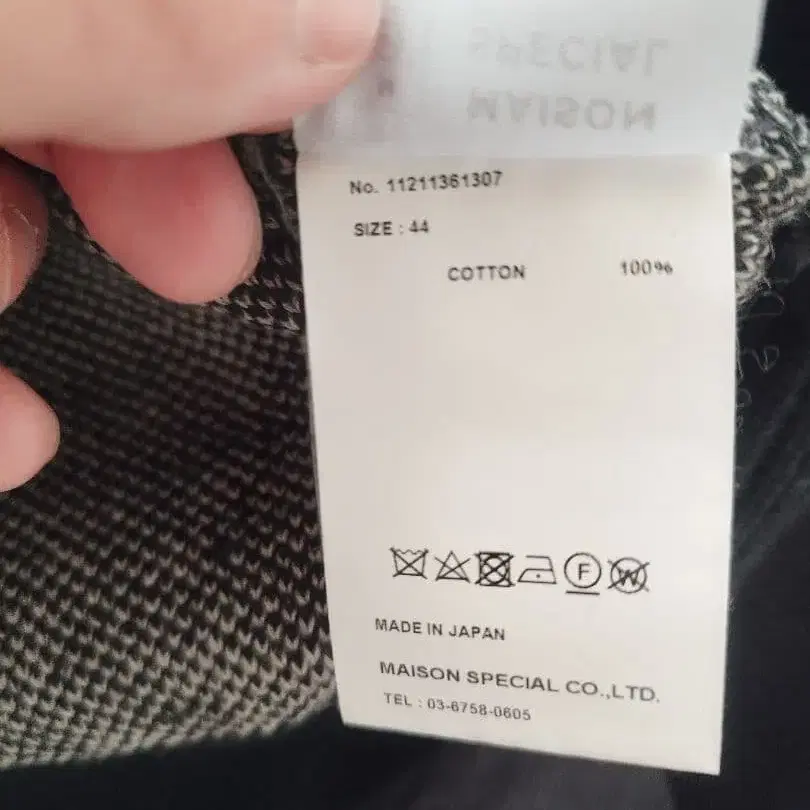 SPECIAL
MAISON
No. 11211361307
SIZE : 44
COTTON 100%
F W
MADE IN JAPAN
MAISON SPECIAL CO.,LTD.
TEL : 03-6758-0605